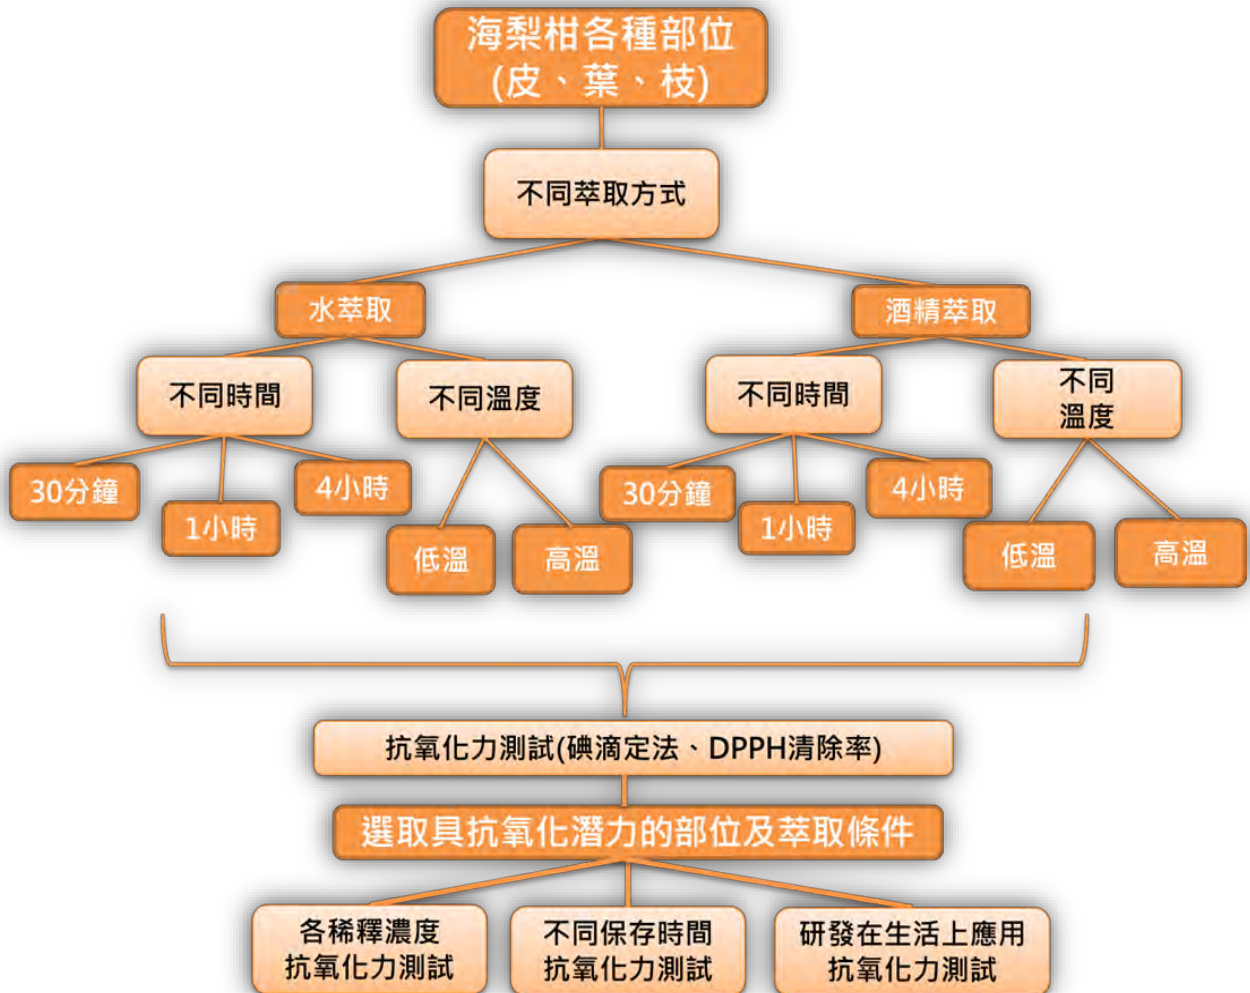 海梨柑各種部位
(皮、葉、枝)
不同萃取方式
水萃取
酒精萃取
不同時間
不同溫度
不同時間
不同
溫度
30分鐘
1小時
4小時
低溫
高溫
30分鐘
1小時
4小時
低溫
高溫
抗氧化力測試(碘滴定法、DPPH清除率)
選取具抗氧化潛力的部位及萃取條件
各稀釋濃度
抗氧化力測試
不同保存時間
抗氧化力測試
研發在生活上應用
抗氧化力測試